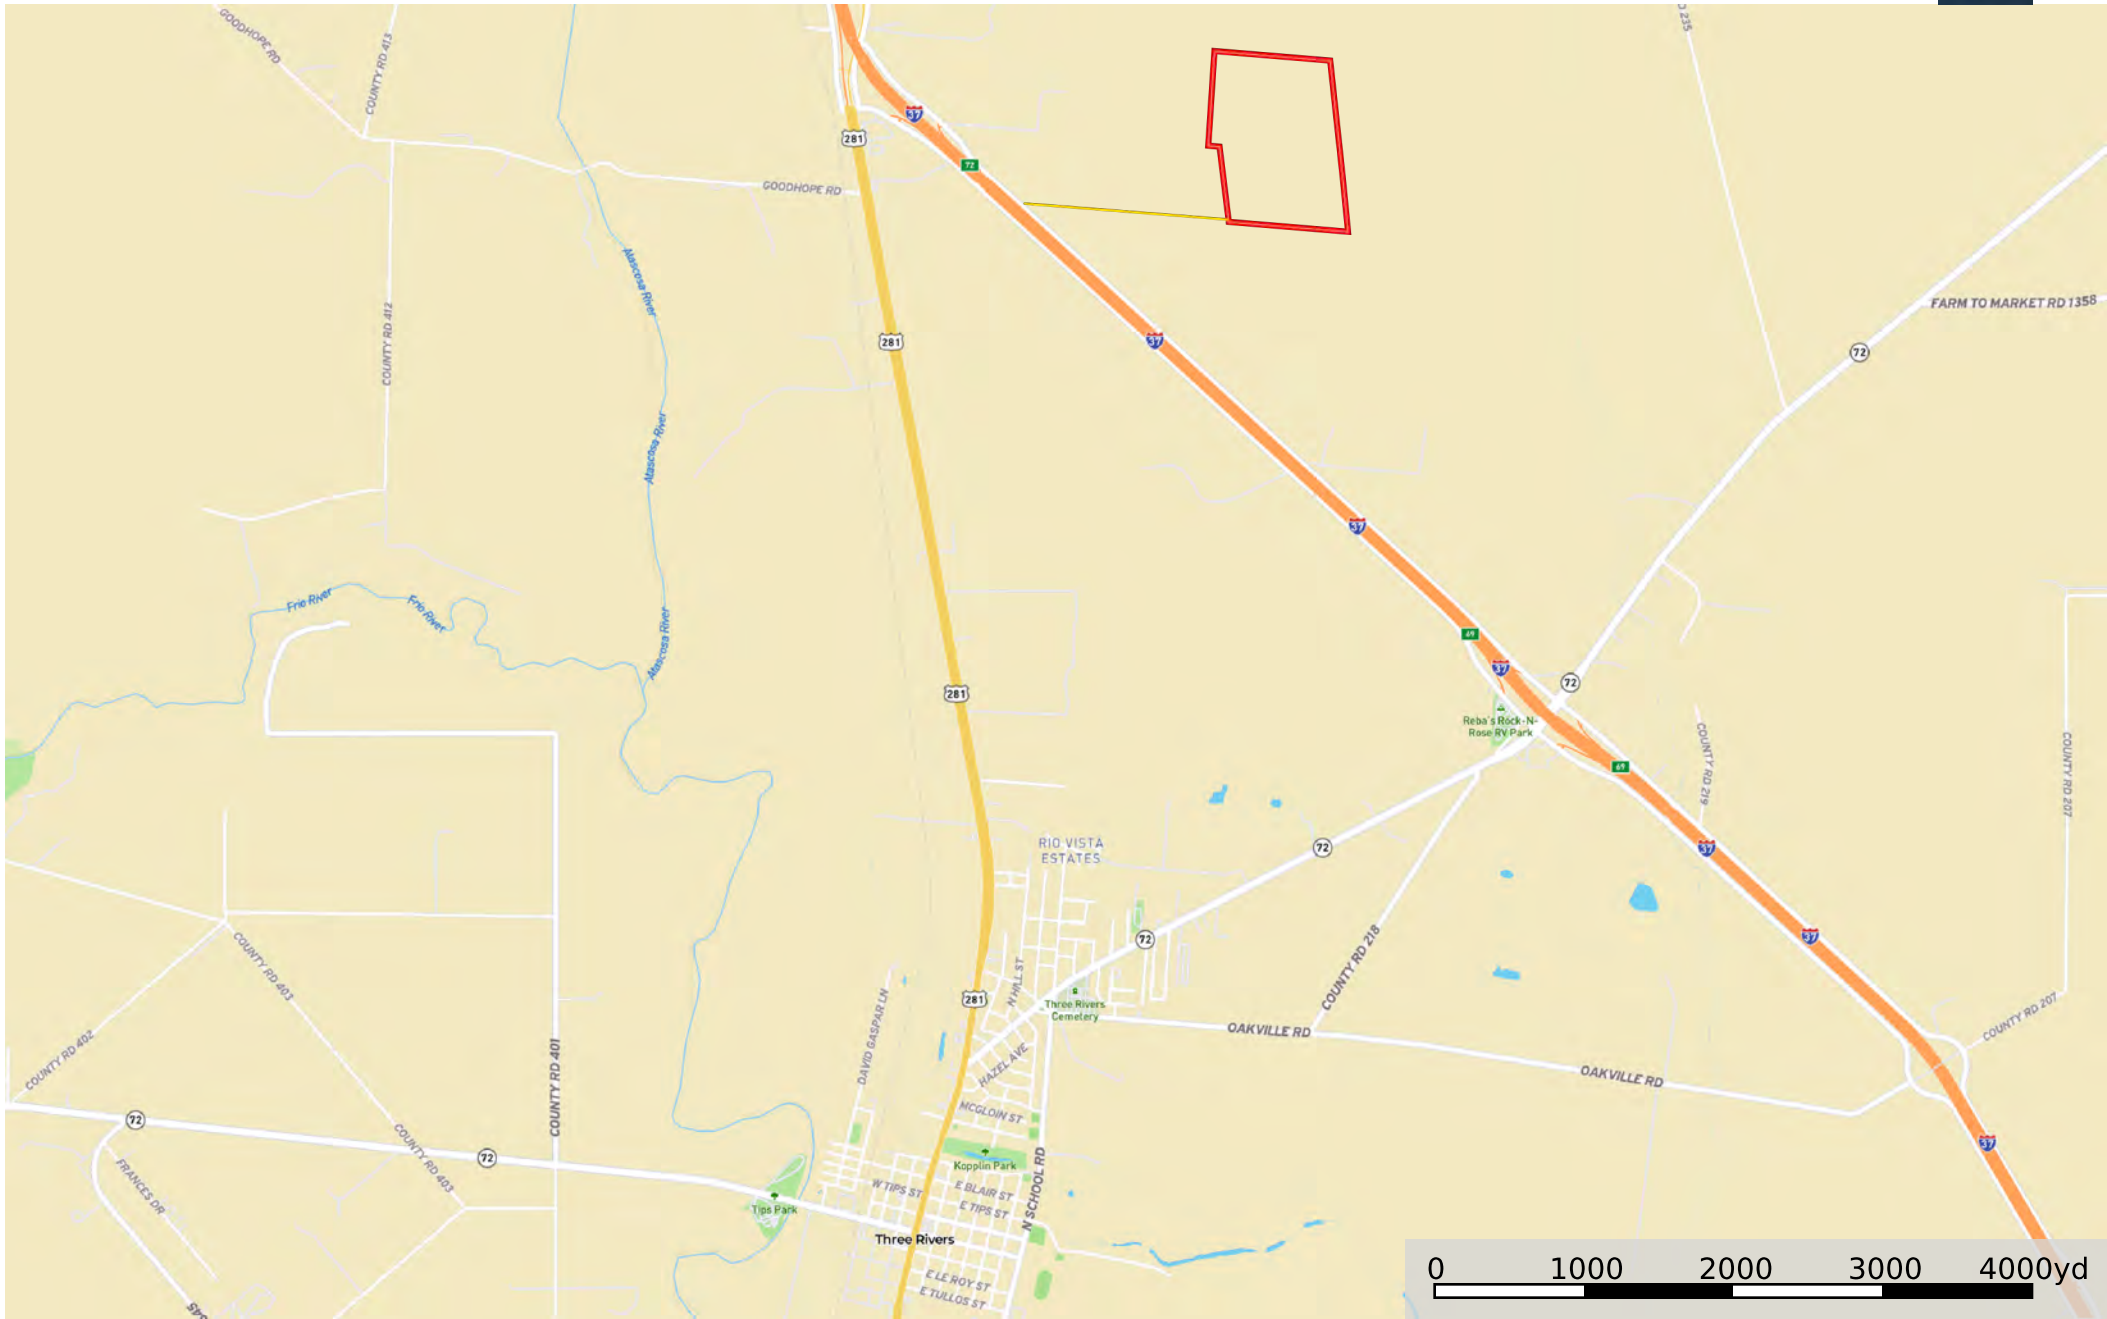 GOODHOPE RD
COUNTY RD 413
D 235
37
281
72
GOODHOPE RD
Atascosa River
COUNTY RD 412
281
37
FARM TO MARKET RD 1358
72
Atascosa River
37
Frio River
Frio River
Atascosa River
69
37
72
281
Reba's Rock-N-
Rose RV Park
COUNTY RD 219
COUNTY RD 207
69
RIO VISTA
ESTATES
72
37
72
37
COUNTY RD 403
COUNTY RD 218
N HILL ST
281
Three Rivers
Cemetery
DAVID GASPAR LN
OAKVILLE RD
COUNTY RD 207
COUNTY RD 402
COUNTY RD 401
HAZEL AVE
OAKVILLE RD
72
MCGLOIN ST
37
COUNTY RD 403
72
FRANCES DR
Kopplin Park
N SCHOOL RD
W TIPS ST
E BLAIR ST
E TIPS ST
Tips Park
Three Rivers
E LE ROY ST
E TULLOS ST
0 1000 2000 3000 4000yd